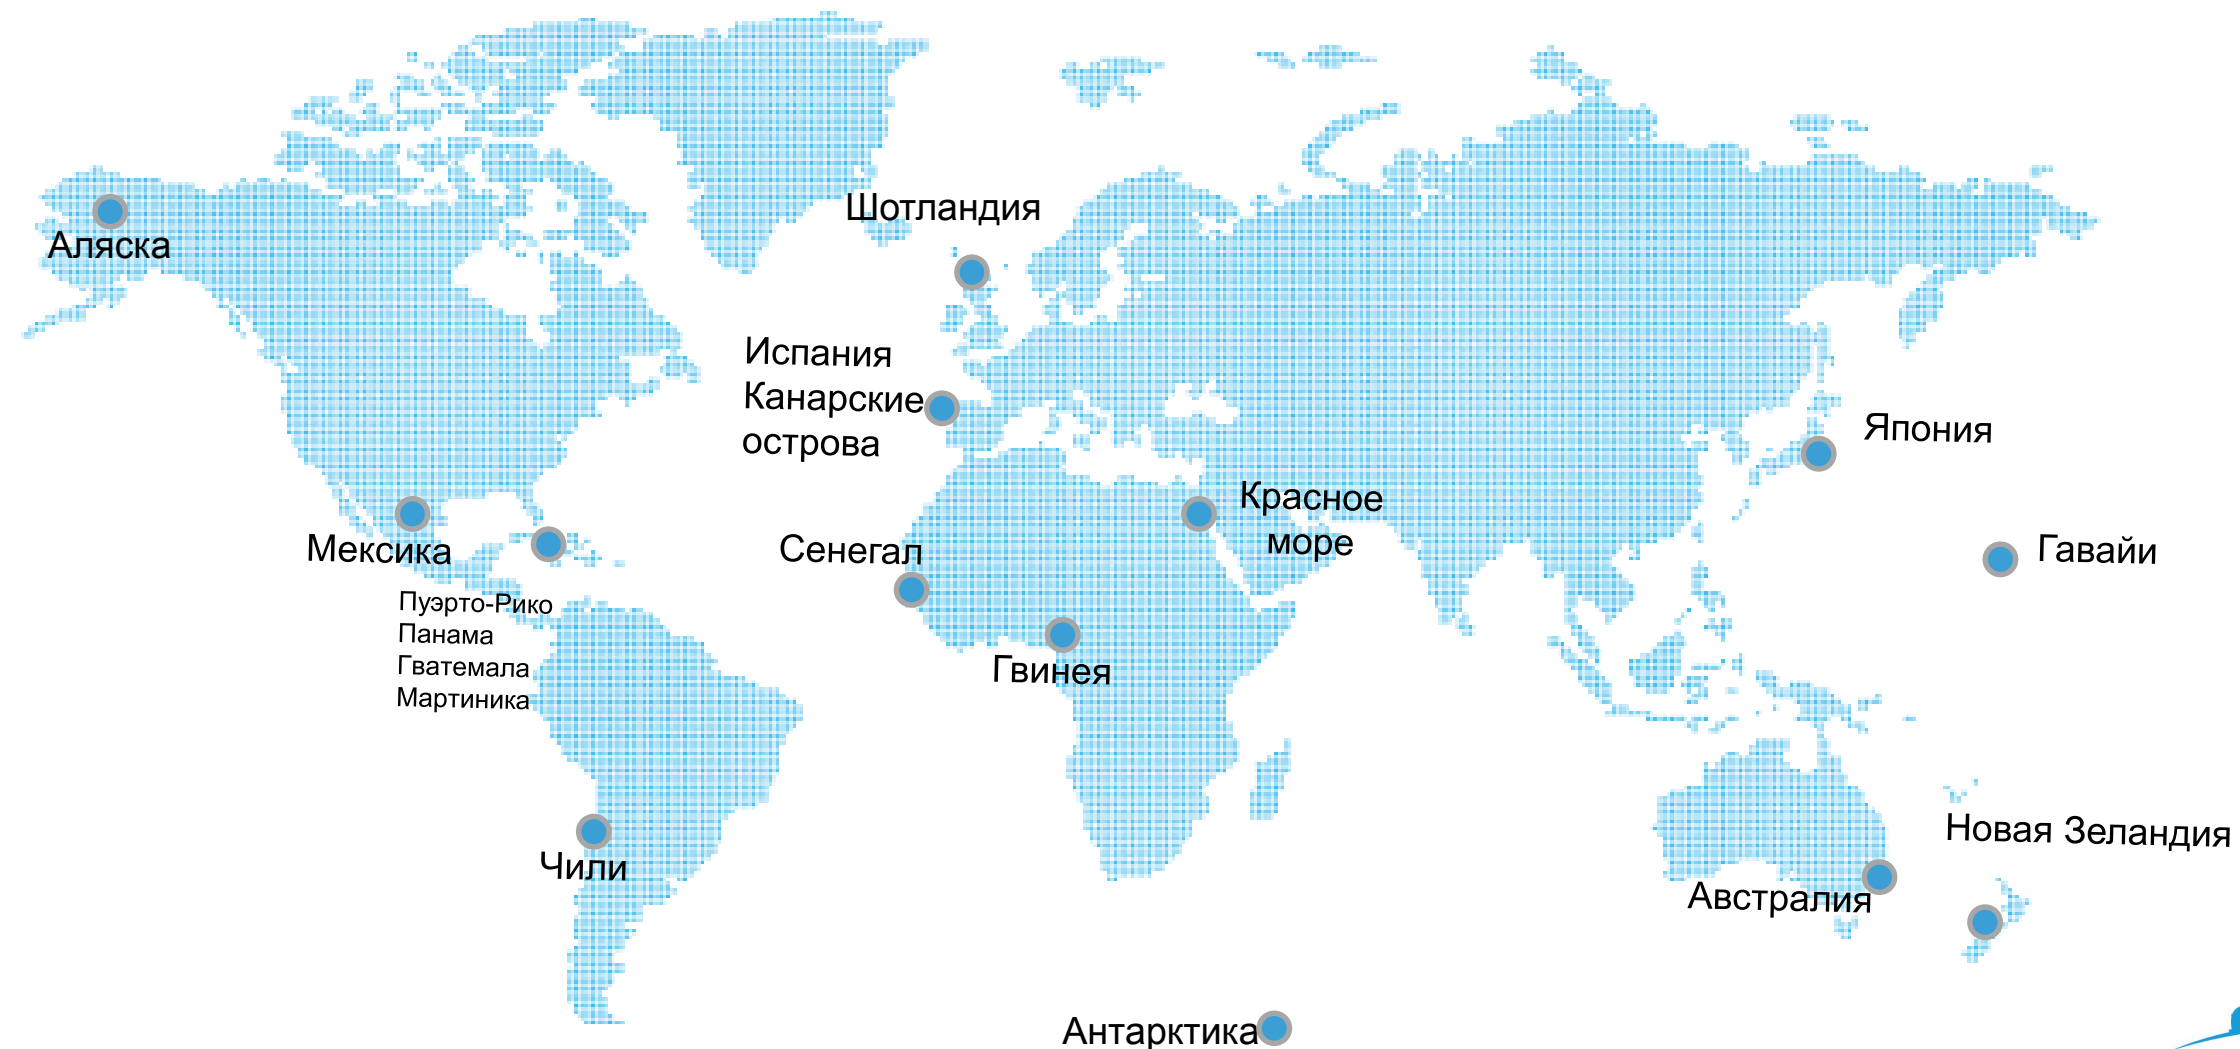 Шотландия
Аляска
Испания
Канарские
острова
Япония
Красное
море
Мексика
Сенегал
Гавайи
Пуэрто-Рико
Панама
Гватемала
Мартиника
Гвинея
Новая Зеландия
Чили
Австралия
Антарктика